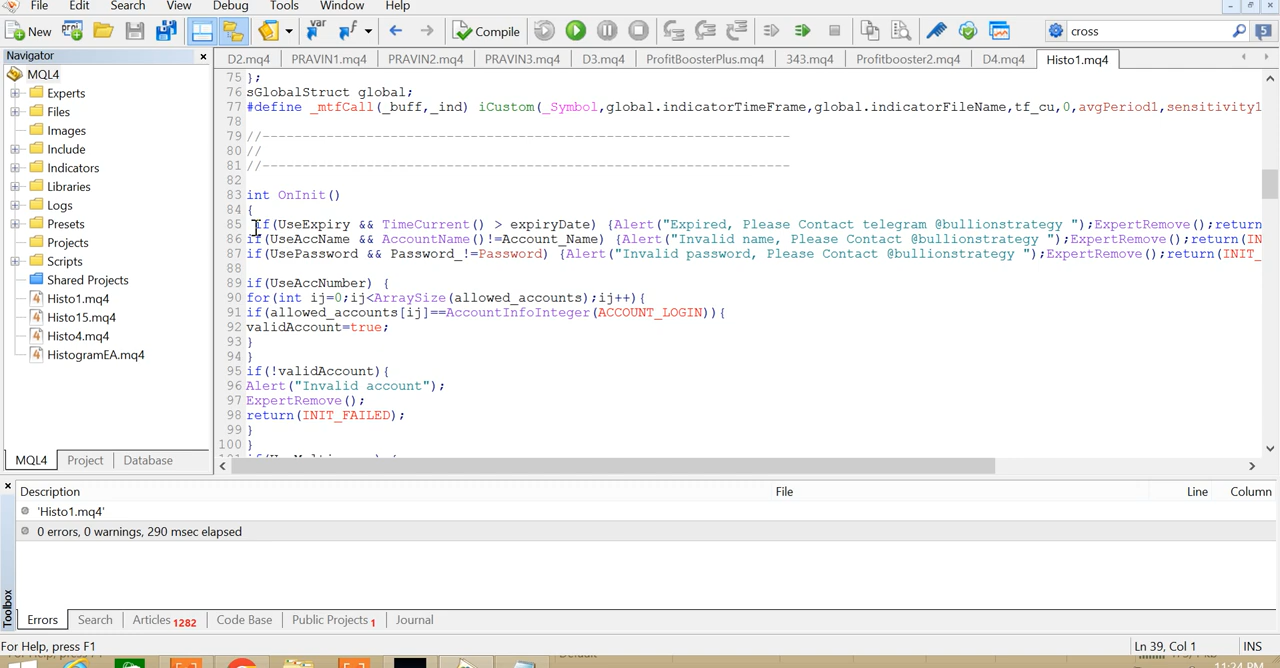 File Edit Search View Debug Tools Window Help
New Compile cross 5
Navigator
D2.mq4 PRAVIN1.mq4 PRAVIN2.mq4 PRAVIN3.mq4 D3.mq4 ProfitBoosterPlus.mq4 343.mq4 Profitbooster2.mq4 D4.mq4 Histo1.mq4
MQL4
Experts
Files
Images
Include
Indicators
Libraries
Logs
Presets
Projects
Scripts
Shared Projects
Histo1.mq4
Histo15.mq4
Histo4.mq4
HistogramEA.mq4
MQL4 Project Database
75 };
76 sGlobalStruct global;
77 #define _mtfCall(_buff,_ind) iCustom(_Symbol,global.indicatorTimeFrame,global.indicatorFileName,tf_cu,0,avgPeriod1,sensitivity1
78
79 //-------------------------------------------------------------------
80 //
81 //-------------------------------------------------------------------
82
83 int OnInit()
84 {
85 if(UseExpiry && TimeCurrent() > expiryDate) {Alert("Expired, Please Contact telegram @bullionstrategy ");ExpertRemove();return
86 if(UseAccName && AccountName()!=Account_Name) {Alert("Invalid name, Please Contact @bullionstrategy ");ExpertRemove();return(IN
87 if(UsePassword && Password_!=Password) {Alert("Invalid password, Please Contact @bullionstrategy ");ExpertRemove();return(INIT_
88
89 if(UseAccNumber) {
90 for(int ij=0;ij<ArraySize(allowed_accounts);ij++){
91 if(allowed_accounts[ij]==AccountInfoInteger(ACCOUNT_LOGIN)){
92 validAccount=true;
93 }
94 }
95 if(!validAccount){
96 Alert("Invalid account");
97 ExpertRemove();
98 return(INIT_FAILED);
99 }
100 }
Description File Line Column
'Histo1.mq4'
0 errors, 0 warnings, 290 msec elapsed
Toolbox
Errors Search Articles 1282 Code Base Public Projects 1 Journal
For Help, press F1 Ln 39, Col 1 INS
11:24 PM